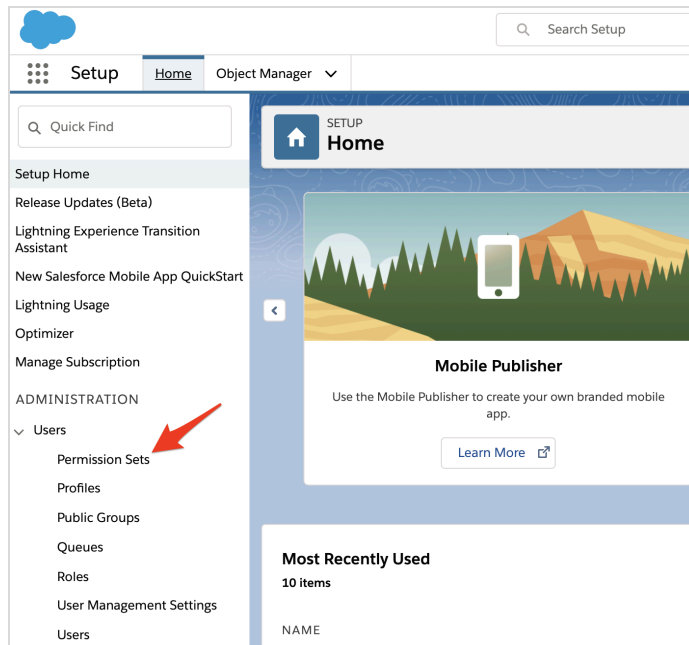 Search Setup
Setup
Home
Object Manager
Quick Find
SETUP
Home
Setup Home
Release Updates (Beta)
Lightning Experience Transition
Assistant
New Salesforce Mobile App QuickStart
Lightning Usage
Optimizer
Manage Subscription
ADMINISTRATION
Users
Permission Sets
Profiles
Public Groups
Queues
Roles
User Management Settings
Users
Mobile Publisher
Use the Mobile Publisher to create your own branded mobile
app.
Learn More
Most Recently Used
10 items
NAME